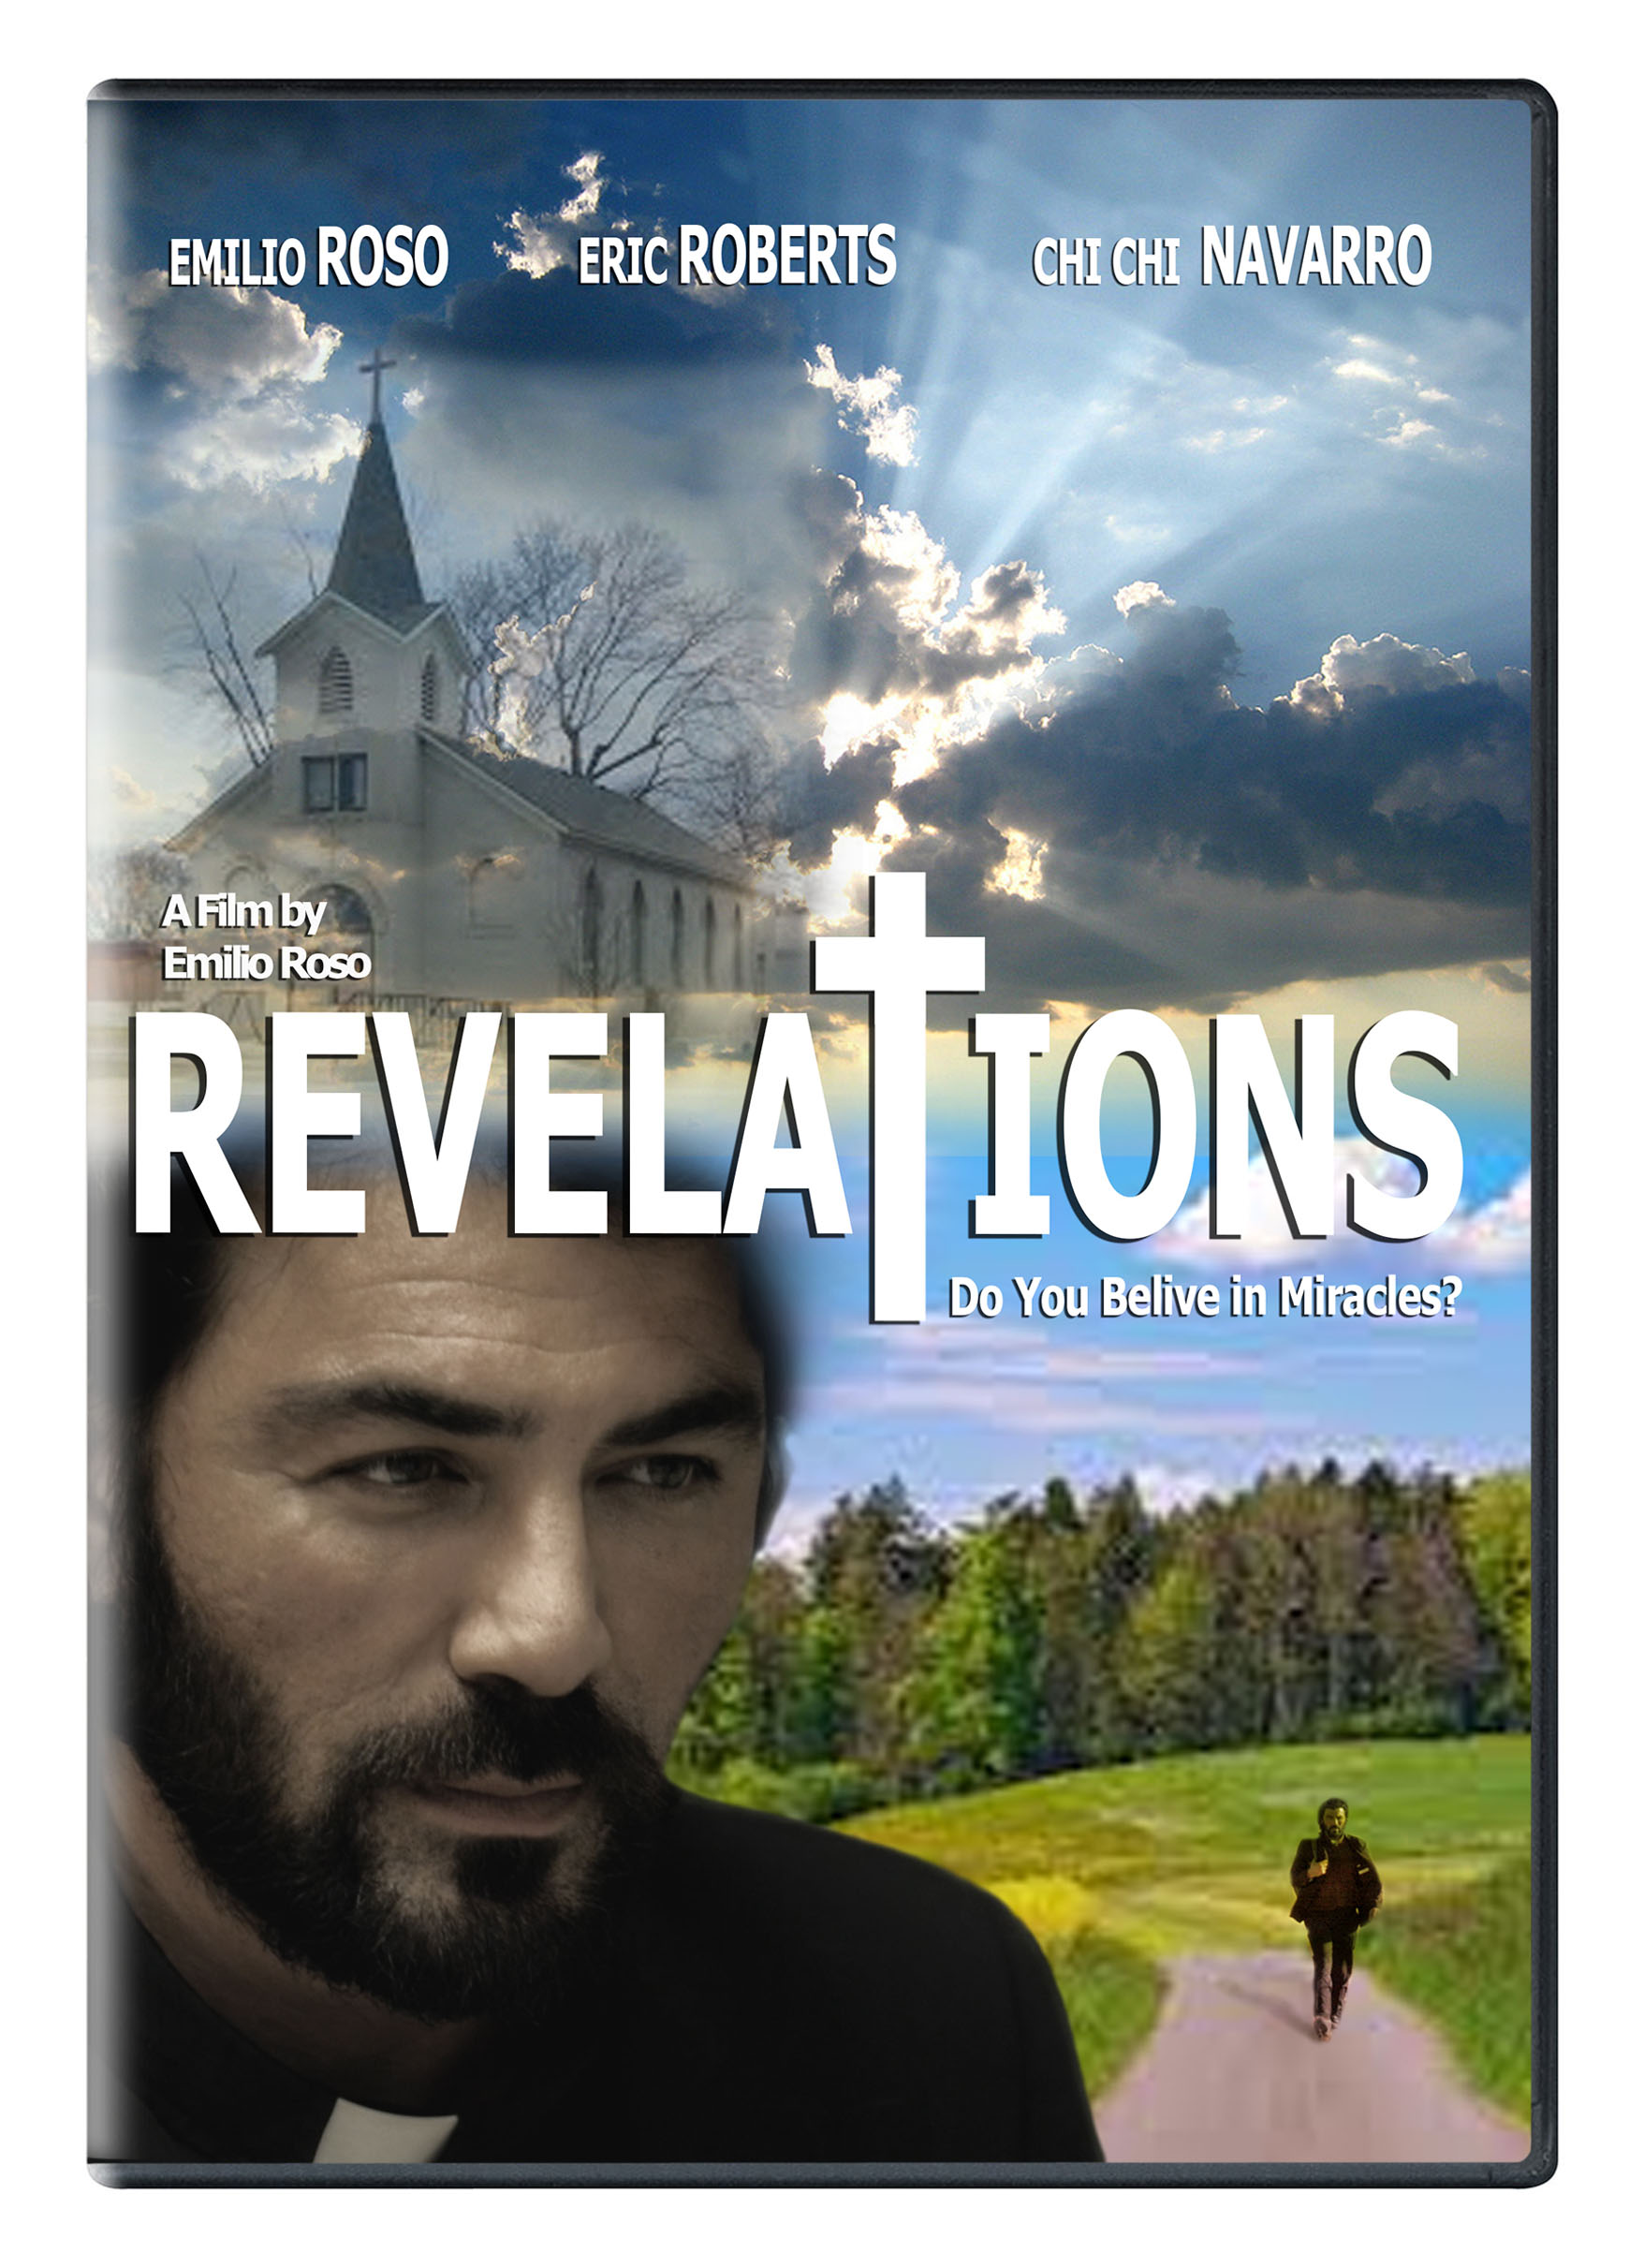 EMILIO ROSO ERIC ROBERTS CHI CHI NAVARRO
A Film by
Emilio Roso
REVELATIONS
Do You Belive in Miracles?